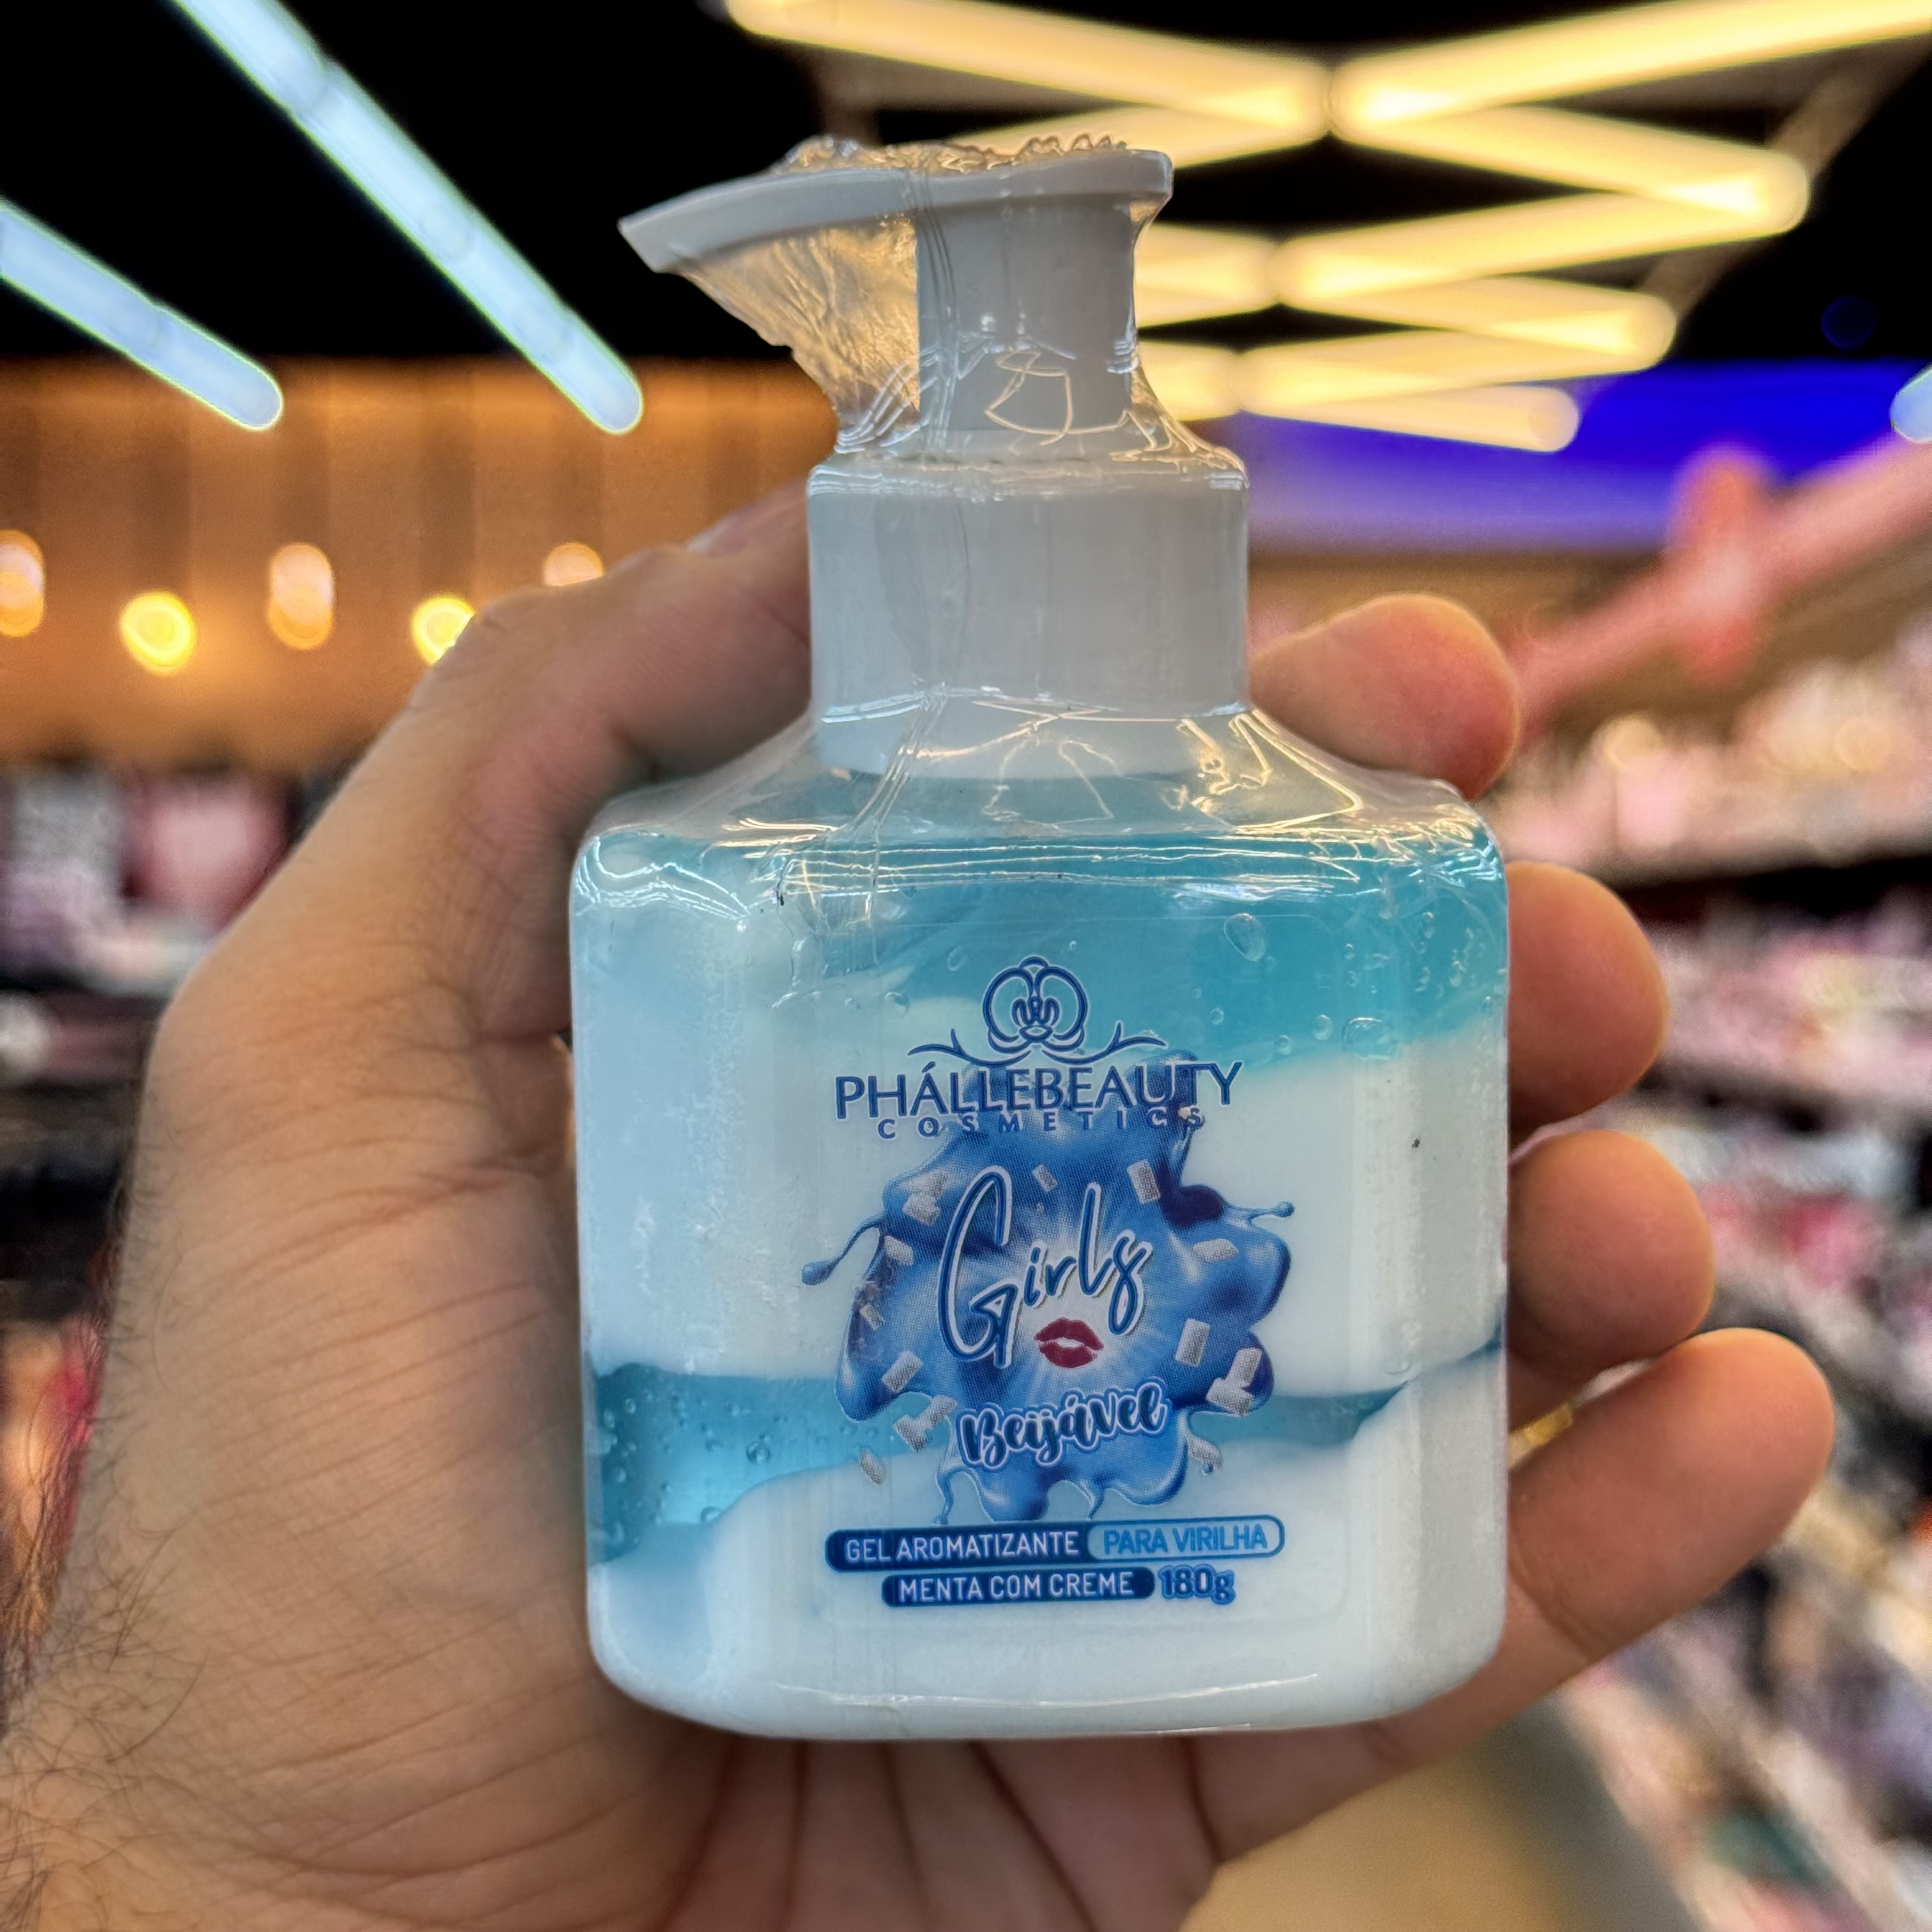 PHÁLLEBEAUTY
COSMETICS
Girls
Beijável
GEL AROMATIZANTE PARA VIRILHA
MENTA COM CREME 180g